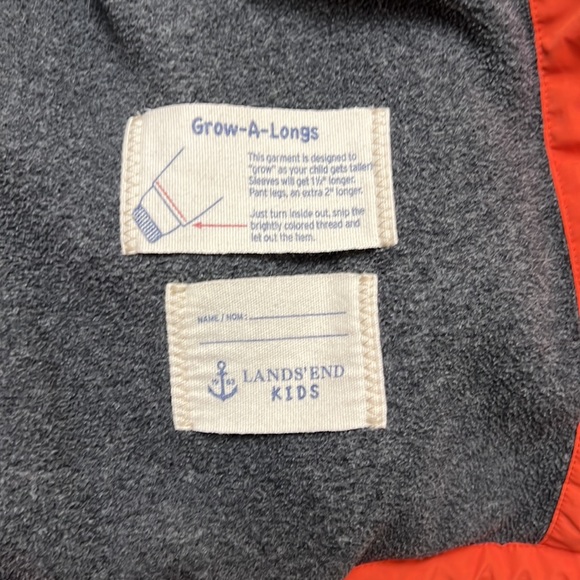 Grow-A-Longs
This garment is designed to
"grow" as your child gets taller!
Sleeves will get 1½" longer.
Pant legs, an extra 2" longer.
Just turn inside out, snip the
brightly colored thread and
let out the hem.
NAME / NOM:
19 63
LANDS' END
KIDS